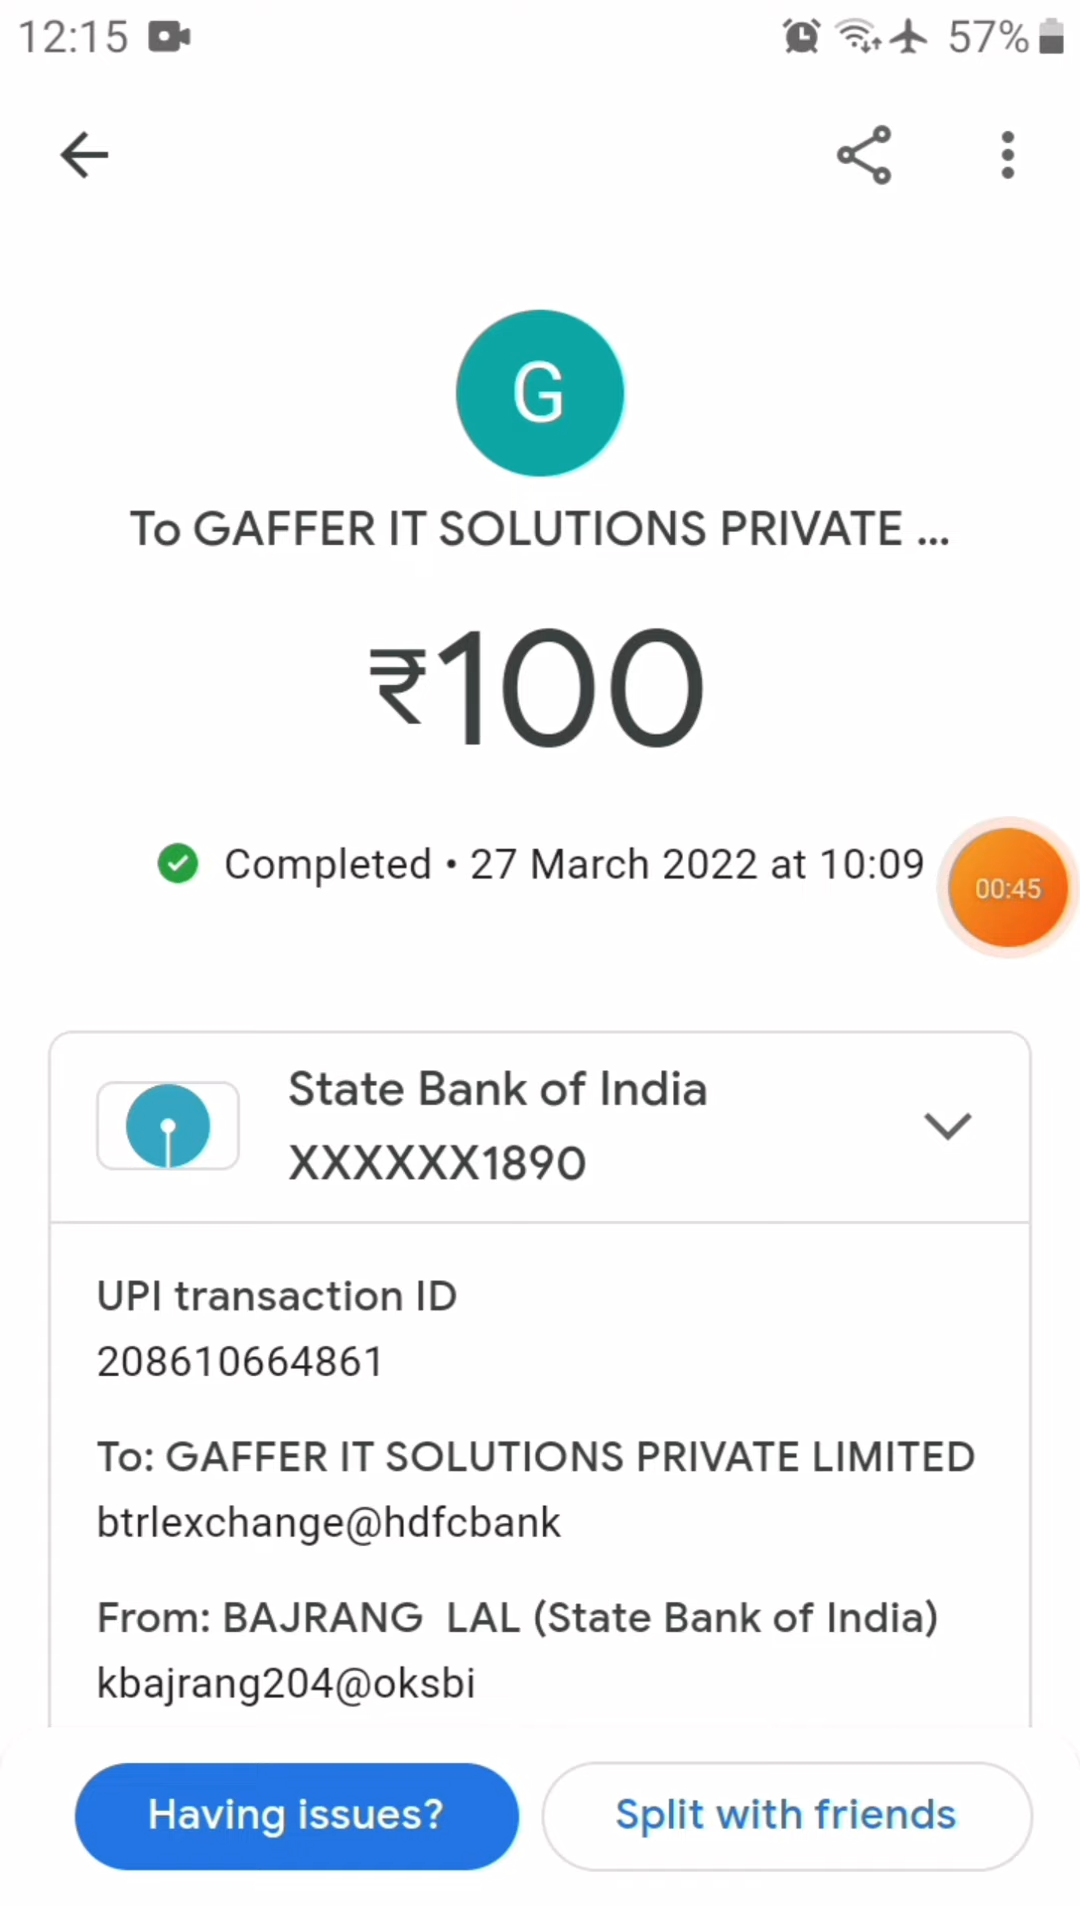 12:15
57%
G
To GAFFER IT SOLUTIONS PRIVATE ...
₹100
Completed • 27 March 2022 at 10:09
00:45
State Bank of India
XXXXXX1890
UPI transaction ID
208610664861
To: GAFFER IT SOLUTIONS PRIVATE LIMITED
btrlexchange@hdfcbank
From: BAJRANG  LAL (State Bank of India)
kbajrang204@oksbi
Having issues?
Split with friends